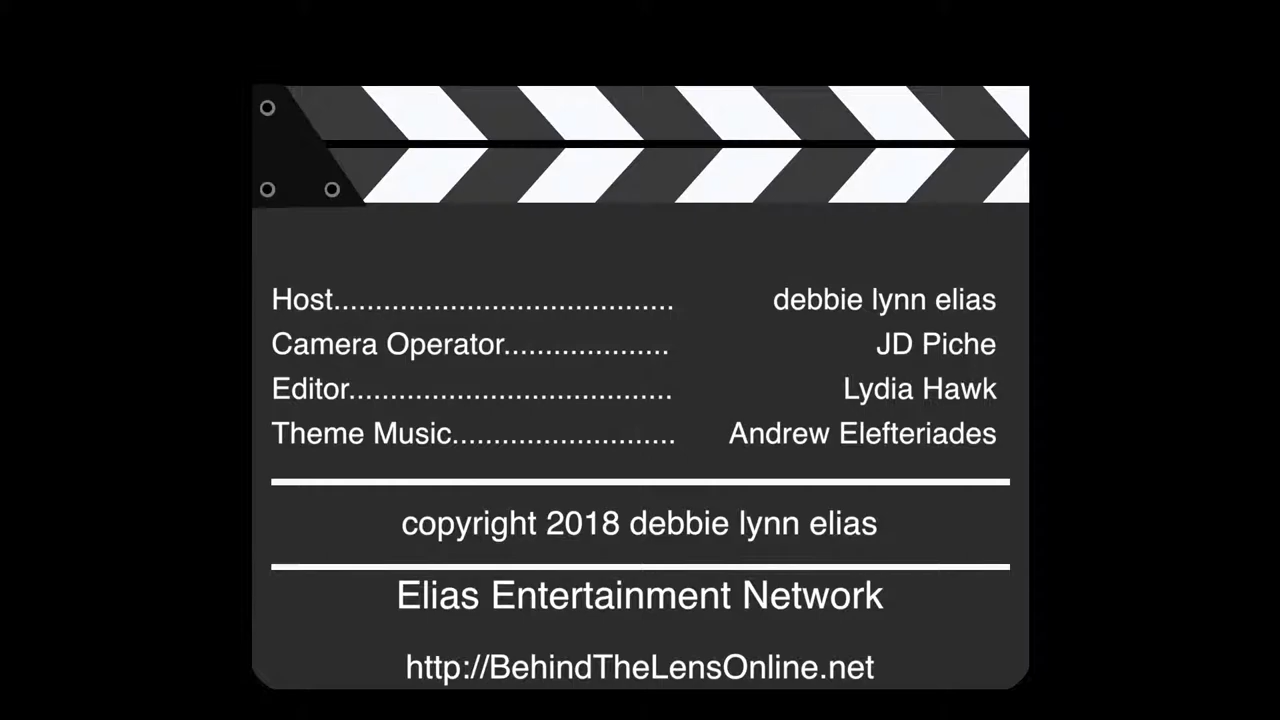 Host......................................... debbie lynn elias
Camera Operator.................... JD Piche
Editor....................................... Lydia Hawk
Theme Music........................... Andrew Elefteriades
copyright 2018 debbie lynn elias
Elias Entertainment Network
http://BehindTheLensOnline.net